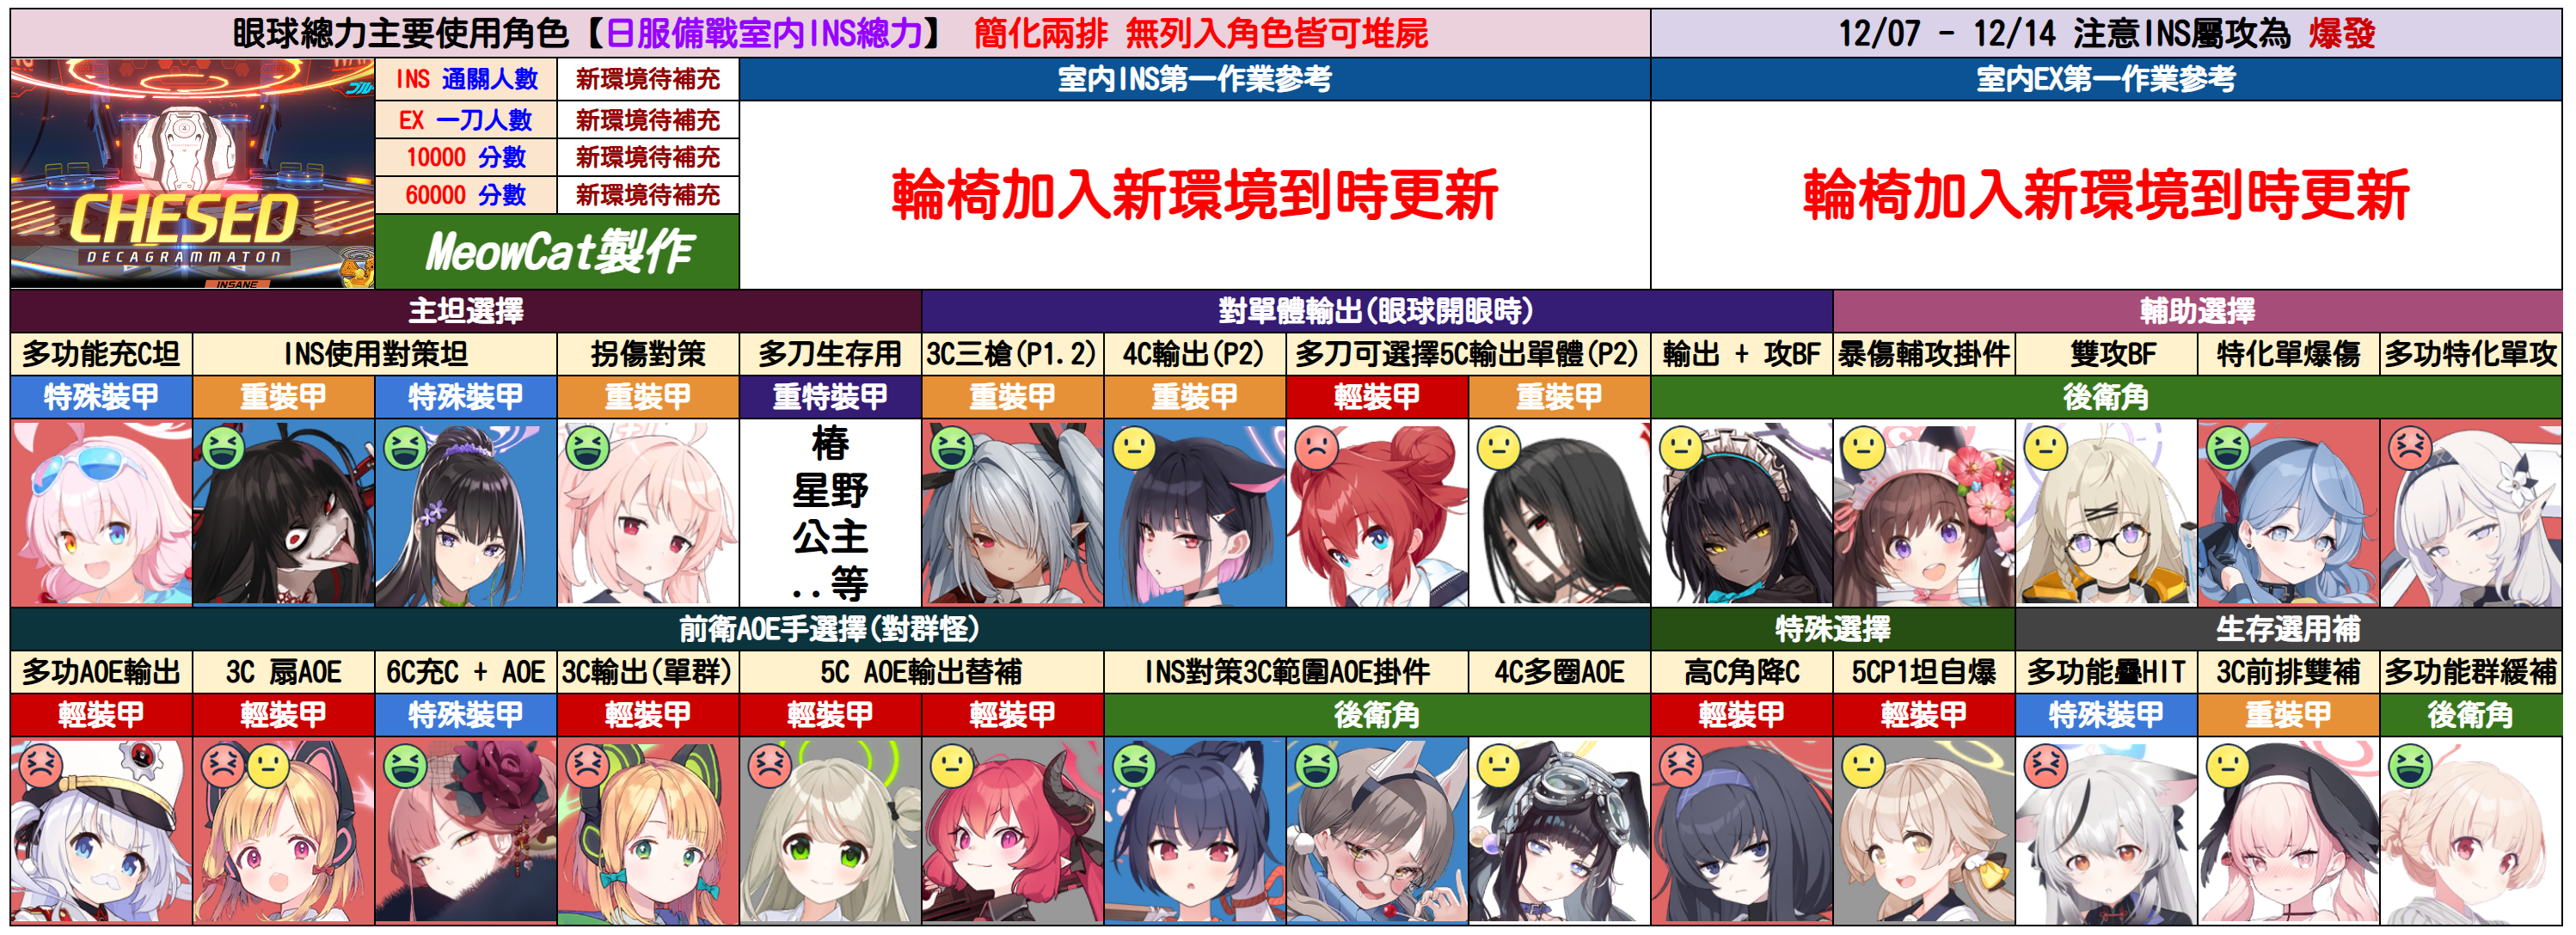 眼球總力主要使用角色【日服備戰室内INS總力】 簡化兩排 無列入角色皆可堆屍
12/07 - 12/14 注意INS屬攻為 爆發
CHESED
DECAGRAMMATON
INSANE
INS 通關人數
新環境待補充
EX 一刀人數
新環境待補充
10000 分數
新環境待補充
60000 分數
新環境待補充
MeowCat製作
室内INS第一作業參考
室内EX第一作業參考
輪椅加入新環境到時更新
輪椅加入新環境到時更新
主坦選擇
對單體輸出(眼球開眼時)
輔助選擇
多功能充C坦
INS使用對策坦
拐傷對策
多刀生存用
3C三槍(P1.2)
4C輸出(P2)
多刀可選擇5C輸出單體(P2)
輸出 + 攻BF
暴傷輔攻掛件
雙攻BF
特化單爆傷
多功特化單攻
特殊裝甲
重裝甲
特殊裝甲
重裝甲
重特裝甲
重裝甲
重裝甲
輕裝甲
重裝甲
後衛角
椿
星野
公主
..等
前衛AOE手選擇(對群怪)
特殊選擇
生存選用補
多功AOE輸出
3C 扇AOE
6C充C + AOE
3C輸出(單群)
5C AOE輸出替補
INS對策3C範圍AOE掛件
4C多圈AOE
高C角降C
5CP1坦自爆
多功能疊HIT
3C前排雙補
多功能群緩補
輕裝甲
輕裝甲
特殊裝甲
輕裝甲
輕裝甲
輕裝甲
後衛角
輕裝甲
輕裝甲
特殊裝甲
重裝甲
後衛角